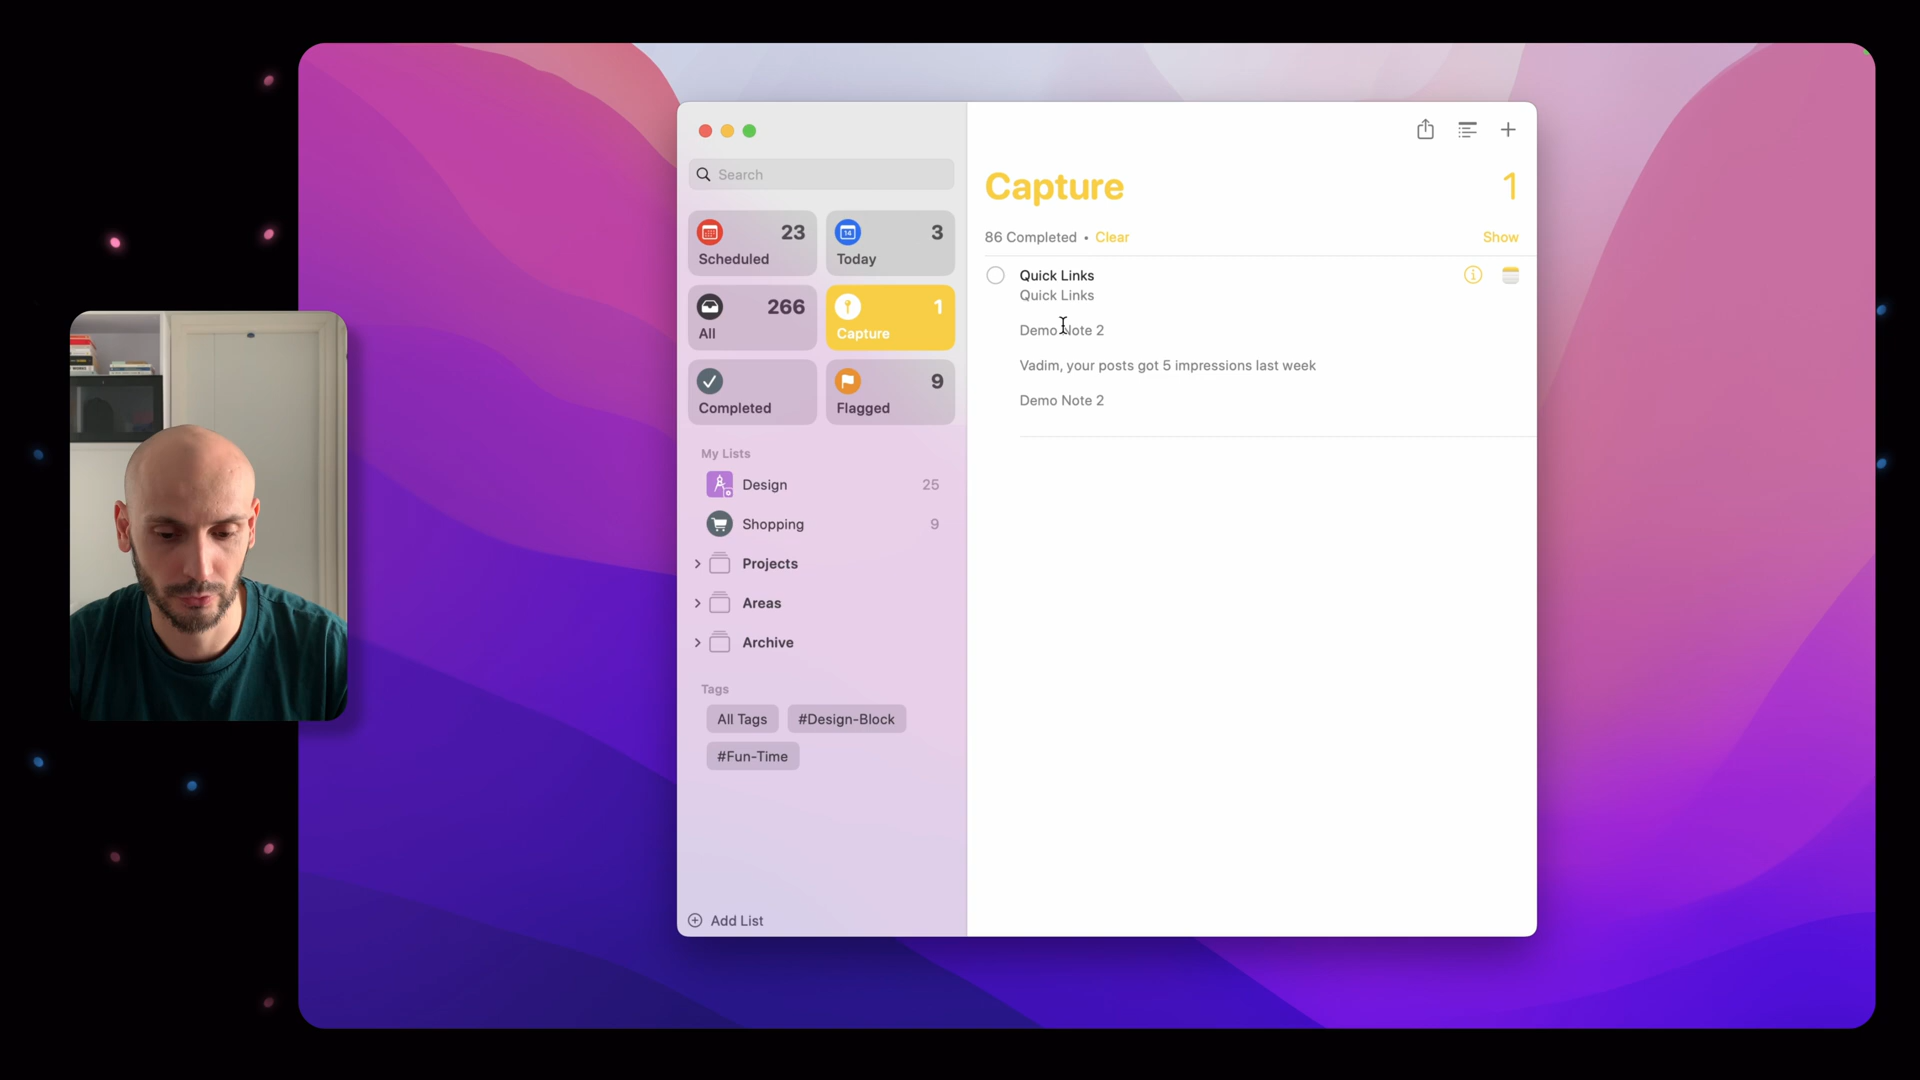 Search
23
Scheduled
3
14
Today
266
All
1
Capture
Completed
9
Flagged
My Lists
Design 25
Shopping 9
Projects
Areas
Archive
Tags
All Tags #Design-Block
#Fun-Time
Add List
Capture 1
86 Completed • Clear Show
Quick Links
Quick Links
Demo Note 2
Vadim, your posts got 5 impressions last week
Demo Note 2